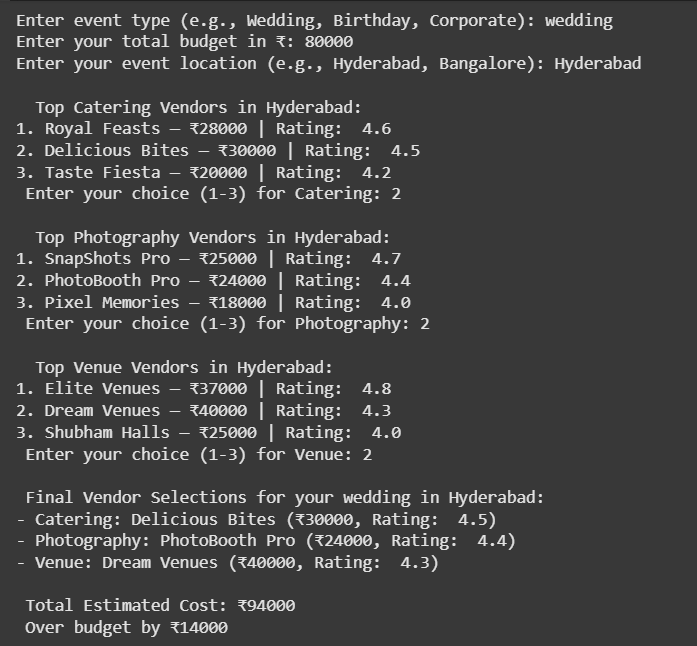 Enter event type (e.g., Wedding, Birthday, Corporate): wedding
Enter your total budget in ₹: 80000
Enter your event location (e.g., Hyderabad, Bangalore): Hyderabad
Top Catering Vendors in Hyderabad:
1. Royal Feasts — ₹28000 | Rating:  4.6
2. Delicious Bites — ₹30000 | Rating:  4.5
3. Taste Fiesta — ₹20000 | Rating:  4.2
Enter your choice (1-3) for Catering: 2
Top Photography Vendors in Hyderabad:
1. SnapShots Pro — ₹25000 | Rating:  4.7
2. PhotoBooth Pro — ₹24000 | Rating:  4.4
3. Pixel Memories — ₹18000 | Rating:  4.0
Enter your choice (1-3) for Photography: 2
Top Venue Vendors in Hyderabad:
1. Elite Venues — ₹37000 | Rating:  4.8
2. Dream Venues — ₹40000 | Rating:  4.3
3. Shubham Halls — ₹25000 | Rating:  4.0
Enter your choice (1-3) for Venue: 2
Final Vendor Selections for your wedding in Hyderabad:
- Catering: Delicious Bites (₹30000, Rating:  4.5)
- Photography: PhotoBooth Pro (₹24000, Rating:  4.4)
- Venue: Dream Venues (₹40000, Rating:  4.3)
Total Estimated Cost: ₹94000
Over budget by ₹14000